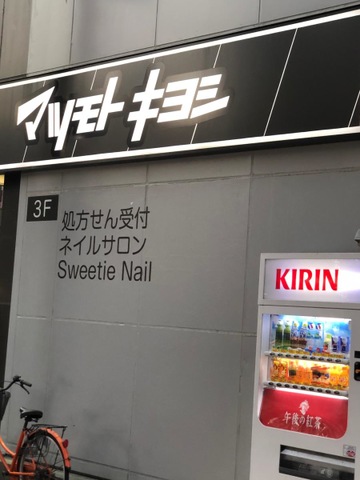 マツモトキヨシ
3F
処方せん受付
ネイルサロン
Sweetie Nail
KIRIN
午後の紅茶